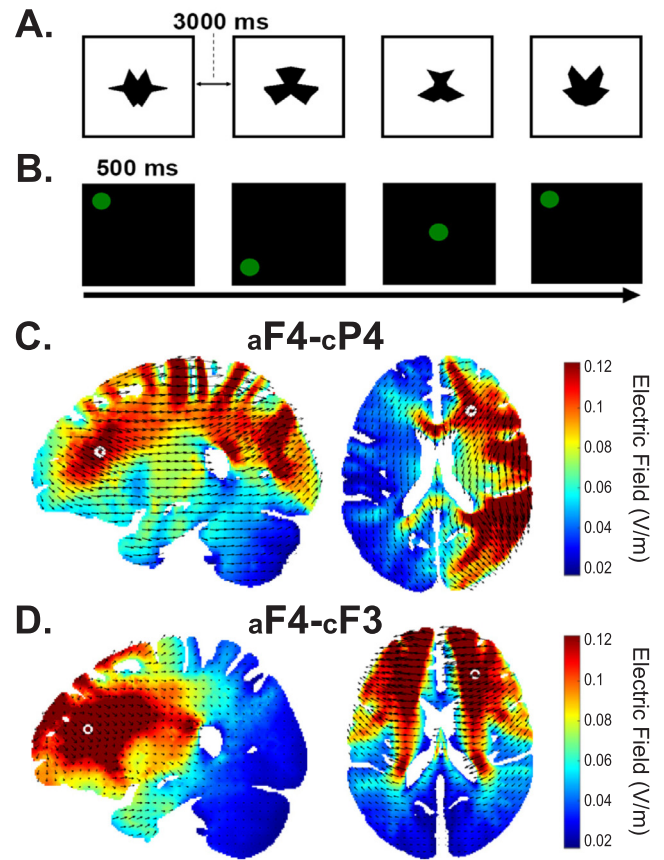 A.
3000 ms
B.
500 ms
C.
aF4-cP4
0.12
0.1
0.08
0.06
0.04
0.02
Electric Field (V/m)
D.
aF4-cF3
0.12
0.1
0.08
0.06
0.04
0.02
Electric Field (V/m)